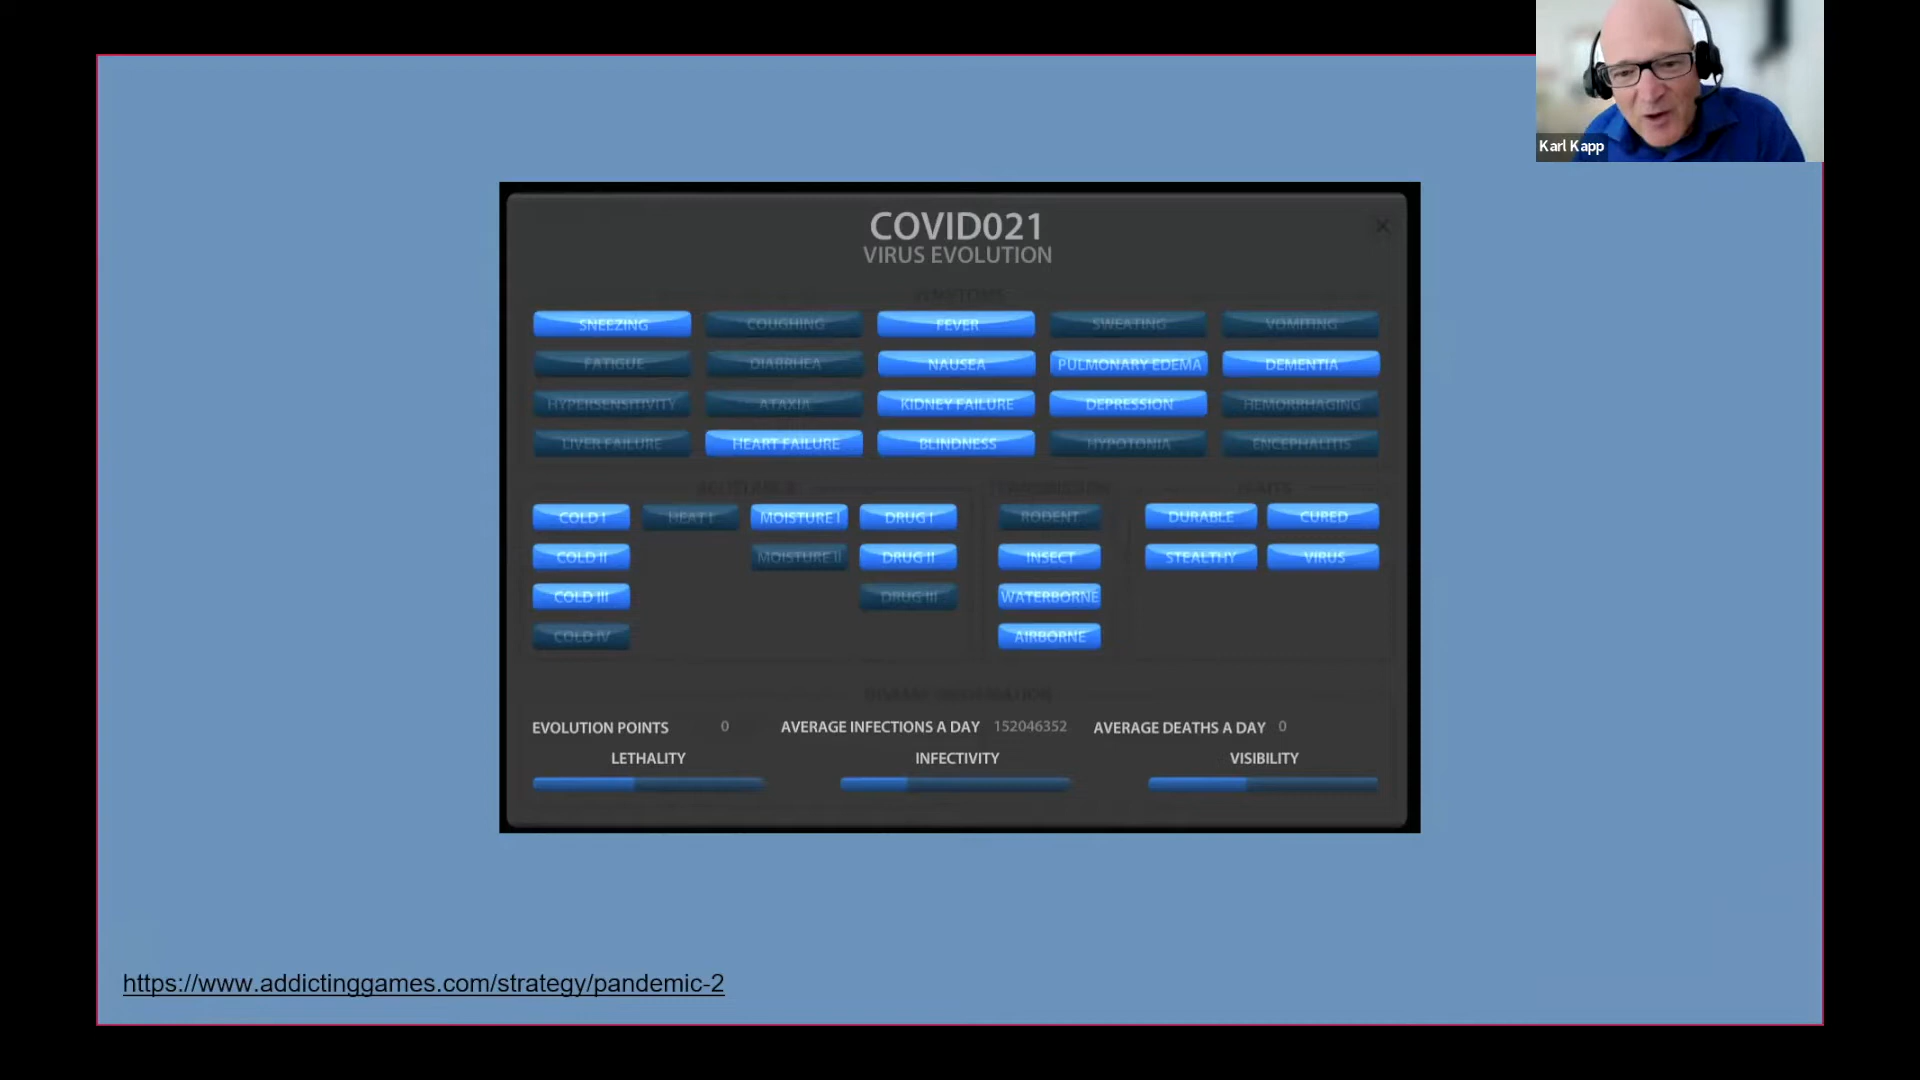 Karl Kapp
COVID021
VIRUS EVOLUTION
SNEEZING COUGHING FEVER SWEATING VOMITING
FATIGUE DIARRHEA NAUSEA PULMONARY EDEMA DEMENTIA
HYPERSENSITIVITY ATAXIA KIDNEY FAILURE DEPRESSION HEMORRHAGING
LIVER FAILURE HEART FAILURE BLINDNESS HYPOTONIA ENCEPHALITIS
TRAITS
COLD I HEAT I MOISTURE I DRUG I RODENT DURABLE CURED
COLD II MOISTURE II DRUG II INSECT STEALTHY VIRUS
COLD III DRUG III WATERBORNE
COLD IV AIRBORNE
EVOLUTION POINTS 0 AVERAGE INFECTIONS A DAY 152046352 AVERAGE DEATHS A DAY 0
LETHALITY INFECTIVITY VISIBILITY
https://www.addictinggames.com/strategy/pandemic-2